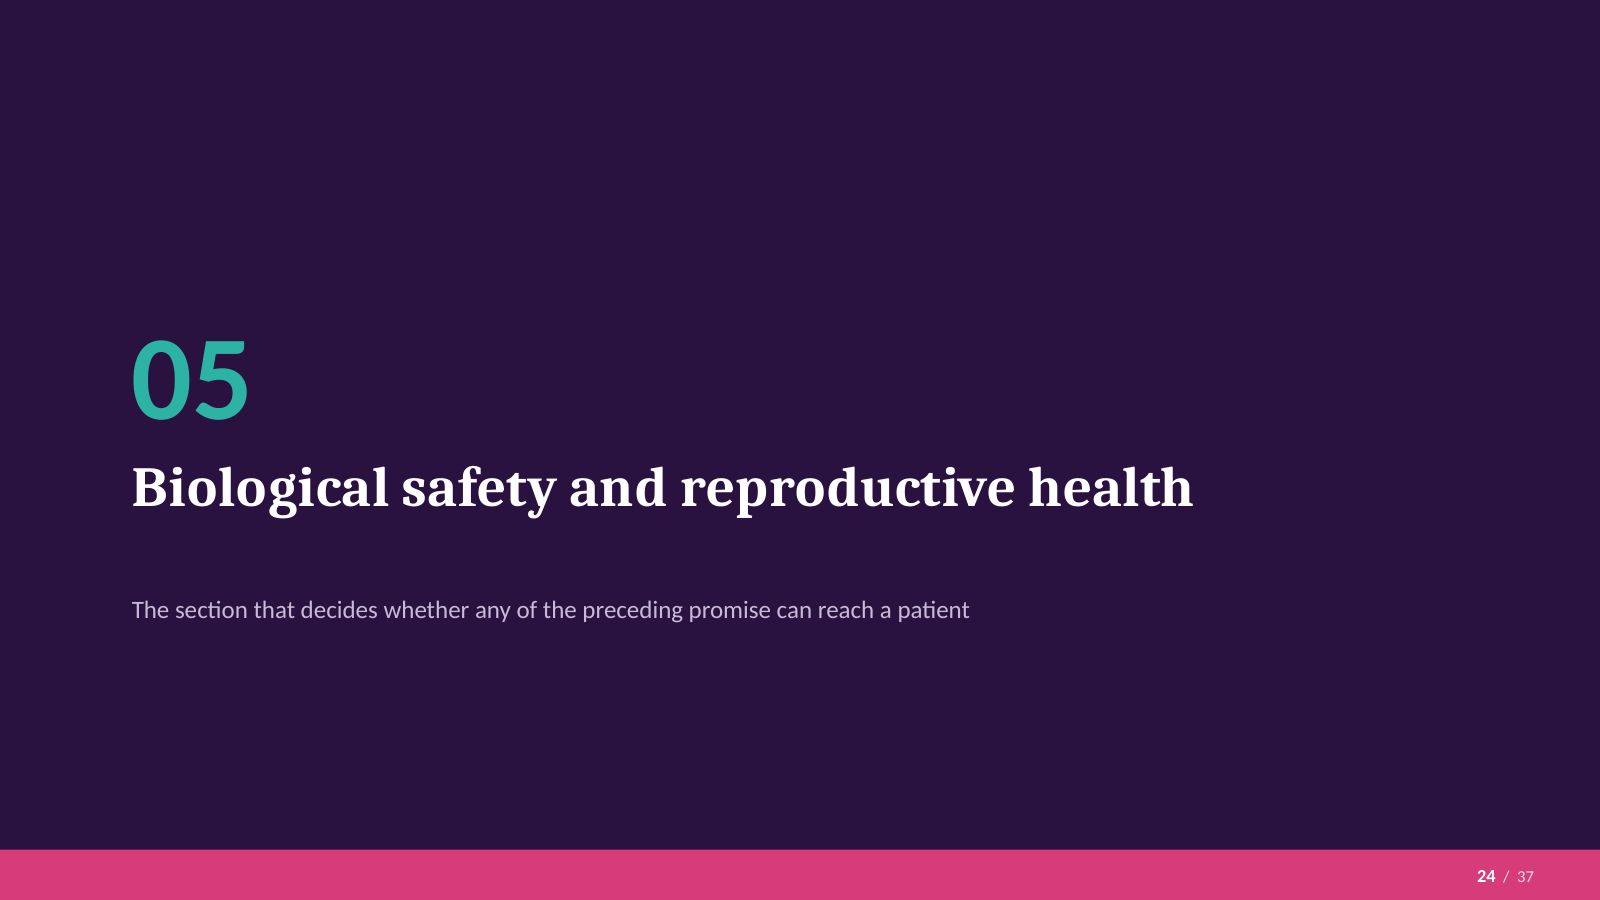 05
Biological safety and reproductive health
The section that decides whether any of the preceding promise can reach a patient
24 / 37